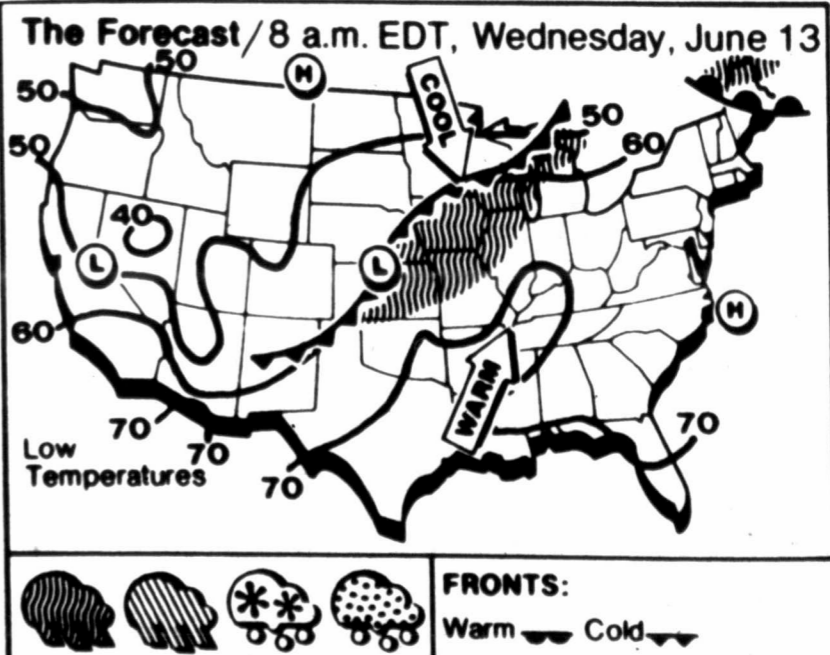 The Forecast/8 a.m. EDT, Wednesday, June 13
50
H
COOL
50
50
60
50
40
L
L
H
60
WARM
70
70
70
70
Low
Temperatures
FRONTS:
Warm Cold